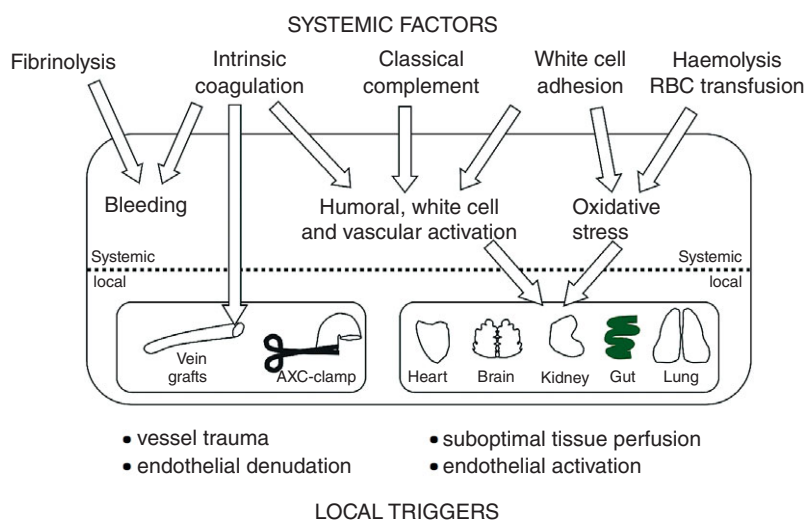 SYSTEMIC FACTORS
Fibrinolysis
Intrinsic
coagulation
Classical
complement
White cell
adhesion
Haemolysis
RBC transfusion
Bleeding
Humoral, white cell
and vascular activation
Oxidative
stress
Systemic
local
Systemic
local
Vein
grafts
AXC-clamp
Heart
Brain
Kidney
Gut
Lung
• vessel trauma
• endothelial denudation
• suboptimal tissue perfusion
• endothelial activation
LOCAL TRIGGERS